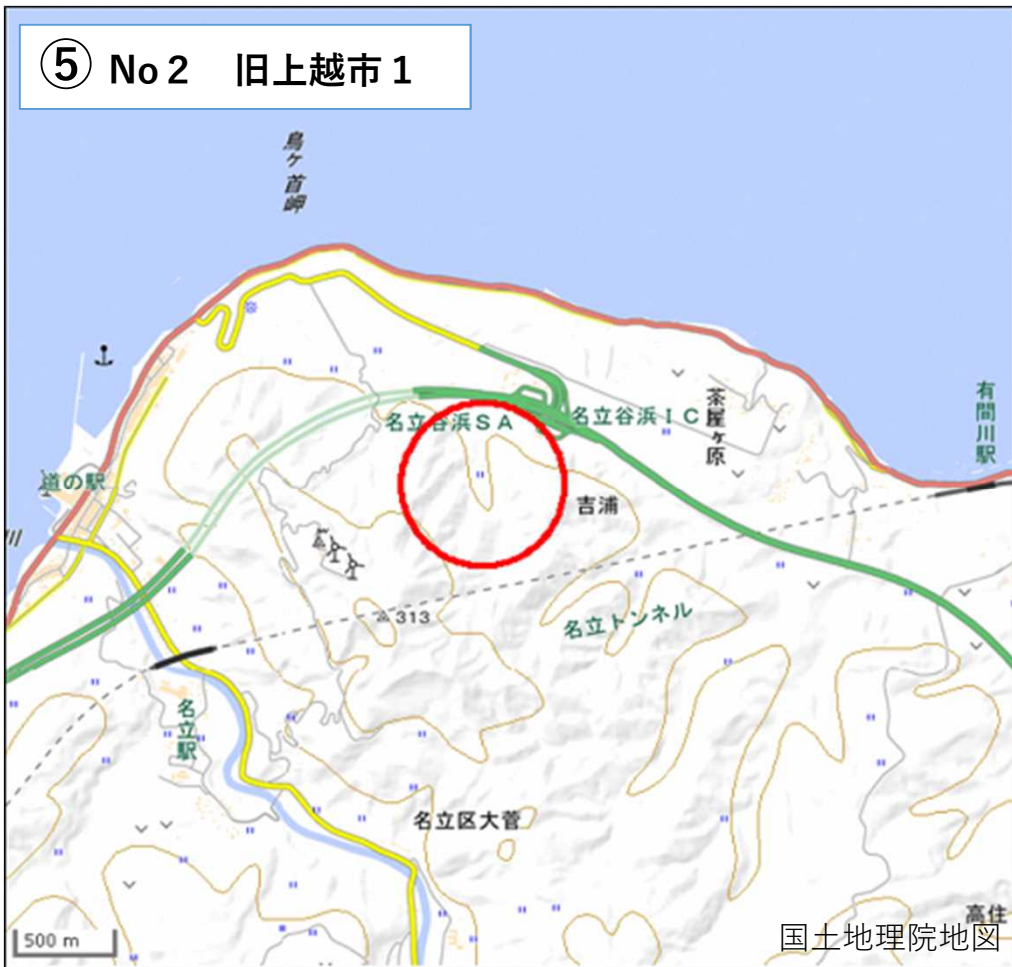 ⑤ No 2　旧上越市 1
鳥ヶ首岬
名立谷浜SA
名立谷浜IC
茶屋ヶ原
有間川駅
道の駅
川
吉浦
313
名立トンネル
名立駅
名立区大菅
高住
500 m
国土地理院地図